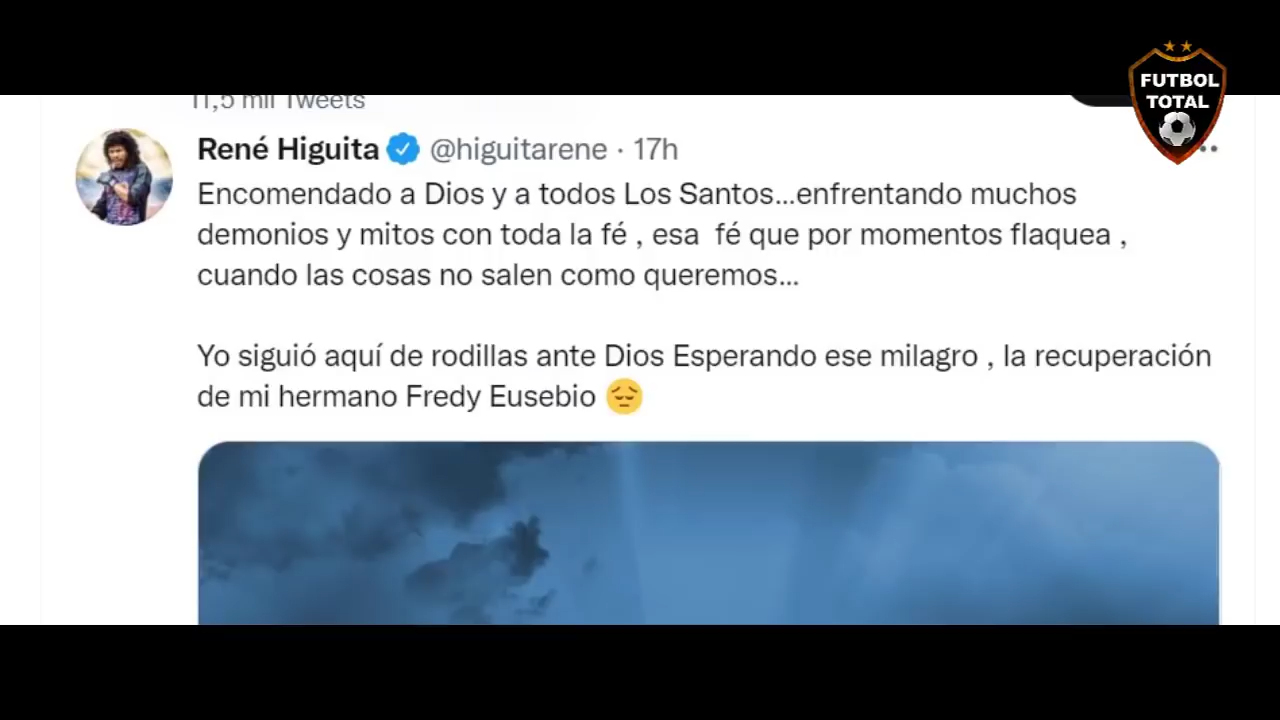 11,5 mil Tweets
FUTBOL
TOTAL
René Higuita @higuitarene · 17h
Encomendado a Dios y a todos Los Santos...enfrentando muchos
demonios y mitos con toda la fé , esa  fé que por momentos flaquea ,
cuando las cosas no salen como queremos...
Yo siguió aquí de rodillas ante Dios Esperando ese milagro , la recuperación
de mi hermano Fredy Eusebio 😔